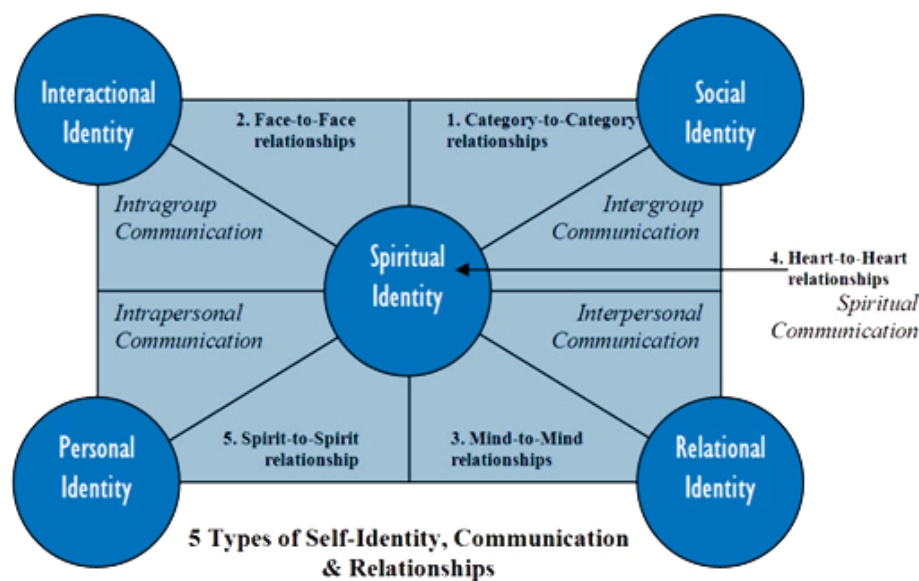 Interactional
Identity
Social
Identity
2. Face-to-Face
relationships
1. Category-to-Category
relationships
Intragroup
Communication
Intergroup
Communication
Spiritual
Identity
4. Heart-to-Heart
relationships
Spiritual
Communication
Intrapersonal
Communication
Interpersonal
Communication
Personal
Identity
5. Spirit-to-Spirit
relationship
3. Mind-to-Mind
relationships
Relational
Identity
5 Types of Self-Identity, Communication
& Relationships